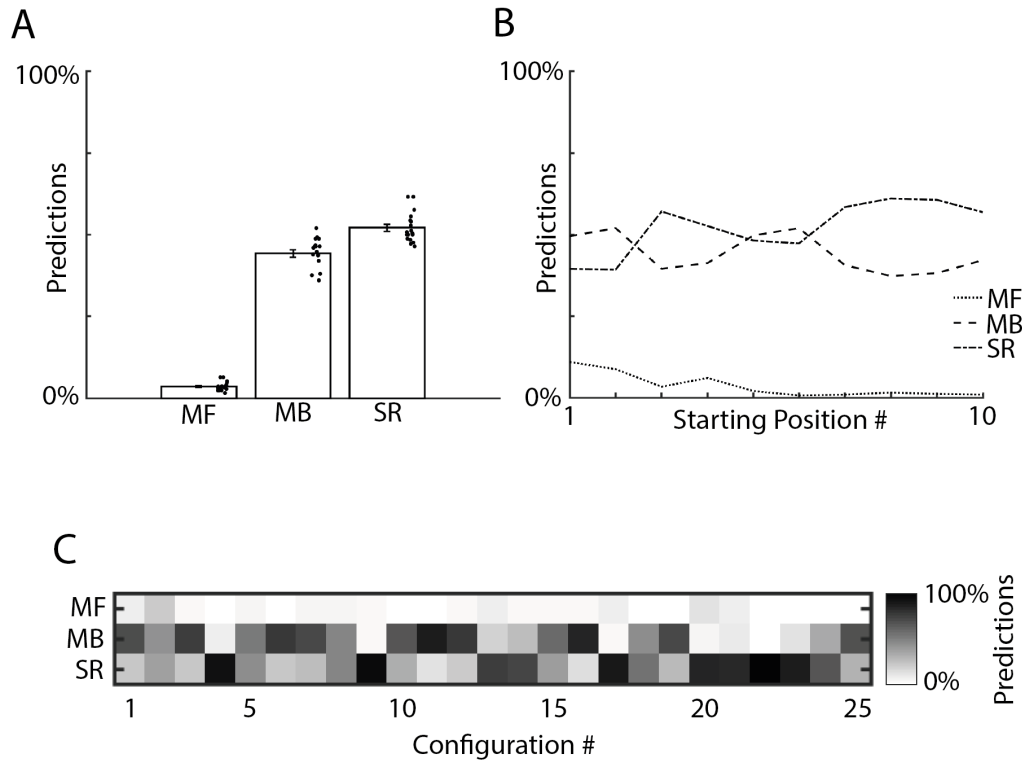 A
100%
Predictions
0%
MF MB SR
B
100%
Predictions
MF
MB
SR
0%
1 Starting Position # 10
C
MF
MB
SR
1 5 10 15 20 25
Configuration #
100%
0%
Predictions